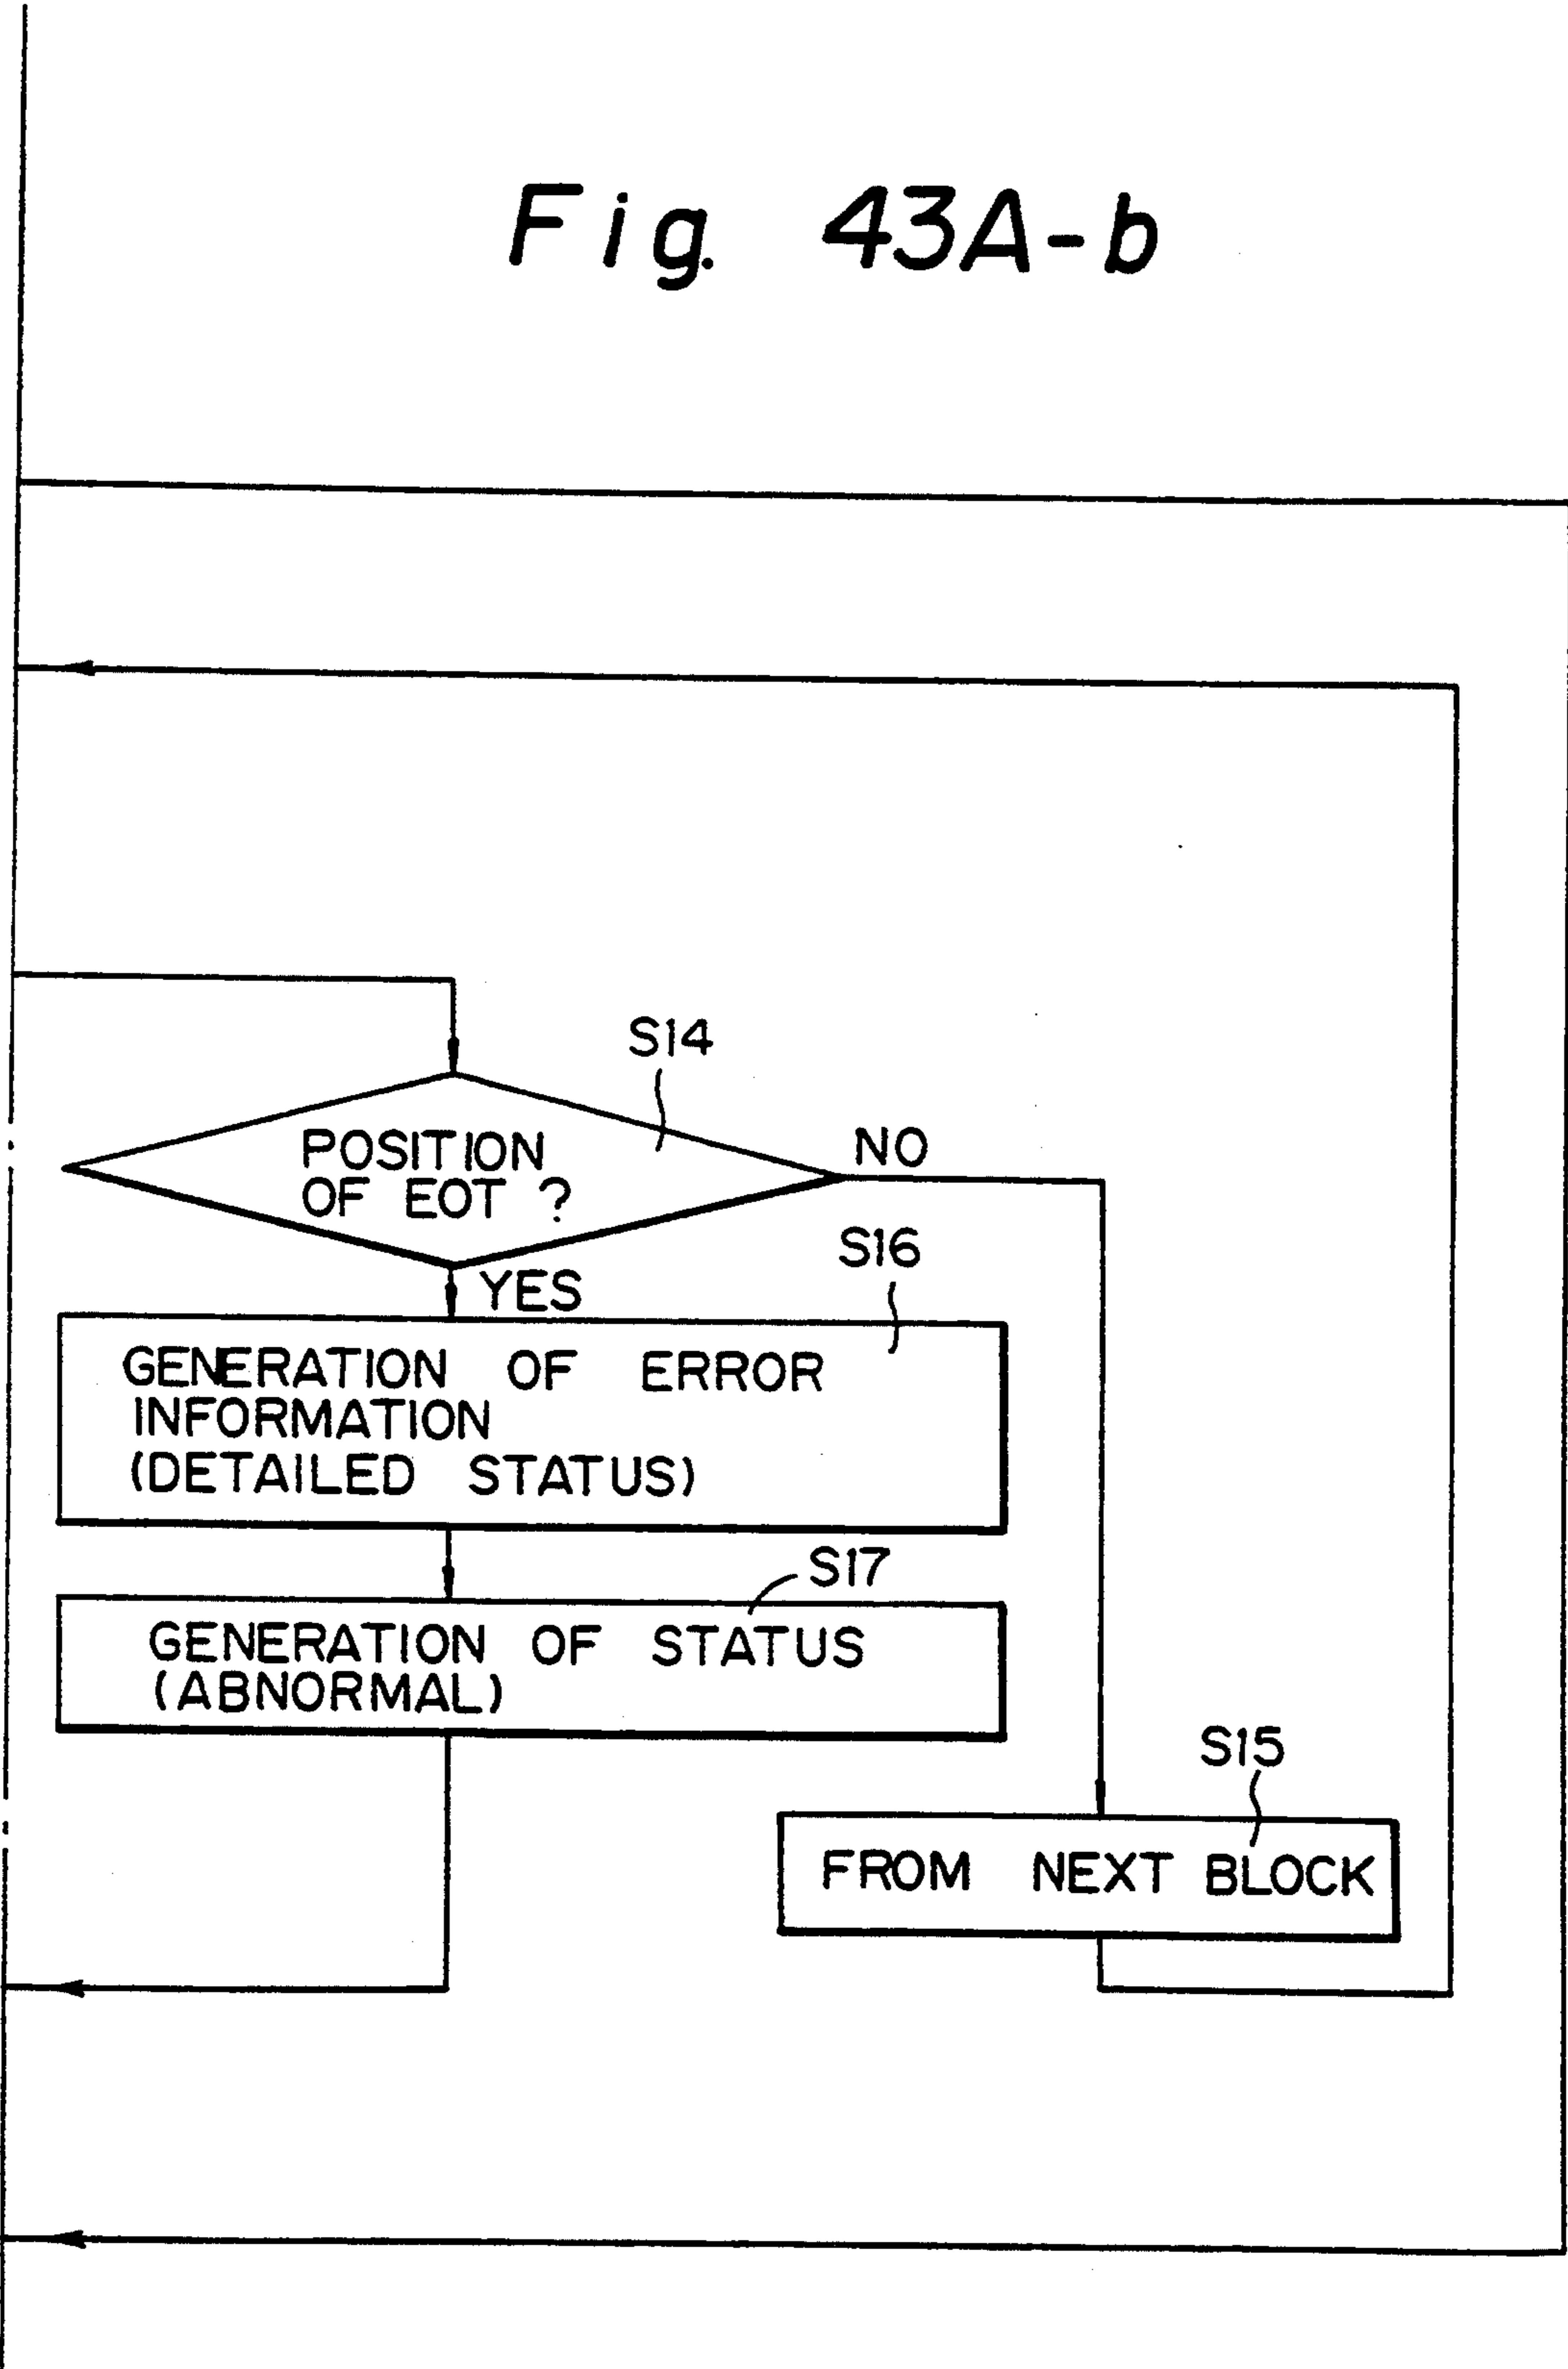 Fig. 43A-b
S14
POSITION
OF EOT ?
NO
YES
S16
GENERATION OF ERROR
INFORMATION
(DETAILED STATUS)
S17
GENERATION OF STATUS
(ABNORMAL)
S15
FROM NEXT BLOCK